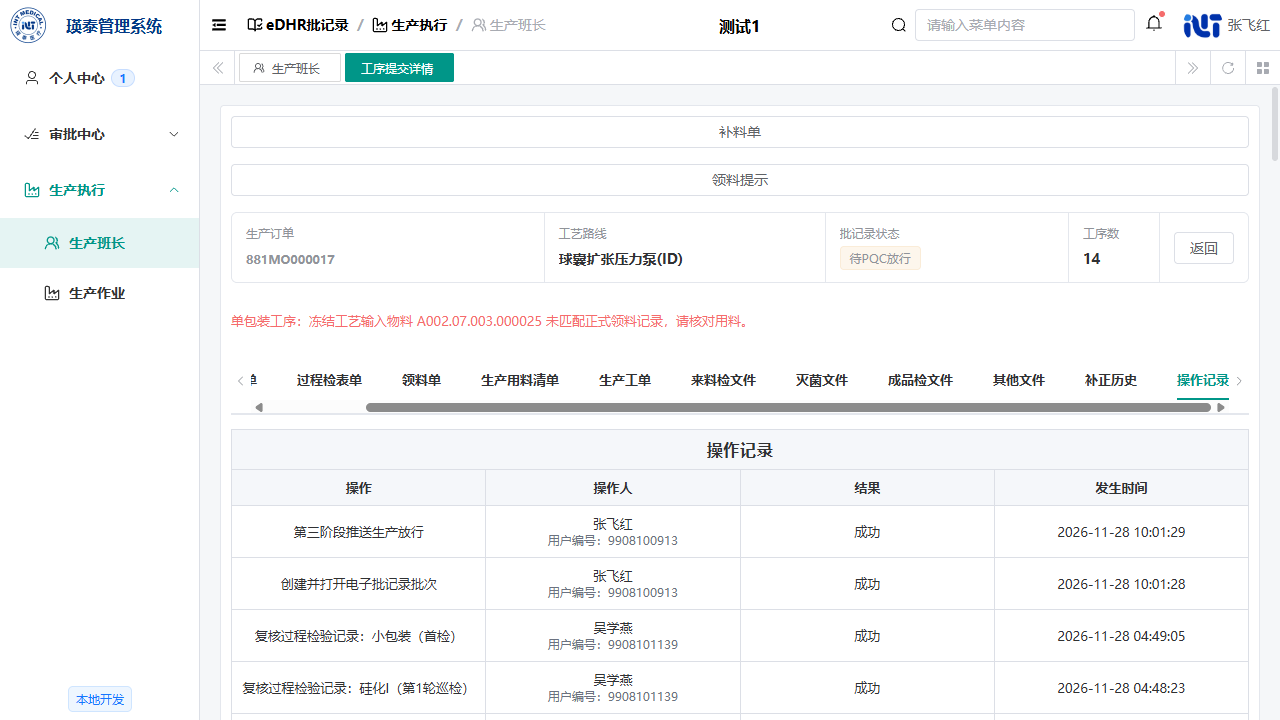 瑛泰管理系统
eDHR批记录 / 生产执行 / 生产班长
测试1
请输入菜单内容
张飞红
个人中心 1
审批中心
生产执行
生产班长
生产作业
本地开发
生产班长
工序提交详情
补料单
领料提示
生产订单
881MO000017
工艺路线
球囊扩张压力泵(ID)
批记录状态
待PQC放行
工序数
14
返回
单包装工序：冻结工艺输入物料 A002.07.003.000025 未匹配正式领料记录，请核对用料。
单 过程检表单 领料单 生产用料清单 生产工单 来料检文件 灭菌文件 成品检文件 其他文件 补正历史 操作记录
操作记录
操作 操作人 结果 发生时间
第三阶段推送生产放行 张飞红 成功 2026-11-28 10:01:29
用户编号：9908100913
创建并打开电子批记录批次 张飞红 成功 2026-11-28 10:01:28
用户编号：9908100913
复核过程检验记录：小包装（首检） 吴学燕 成功 2026-11-28 04:49:05
用户编号：9908101139
复核过程检验记录：硅化Ⅰ（第1轮巡检） 吴学燕 成功 2026-11-28 04:48:23
用户编号：9908101139